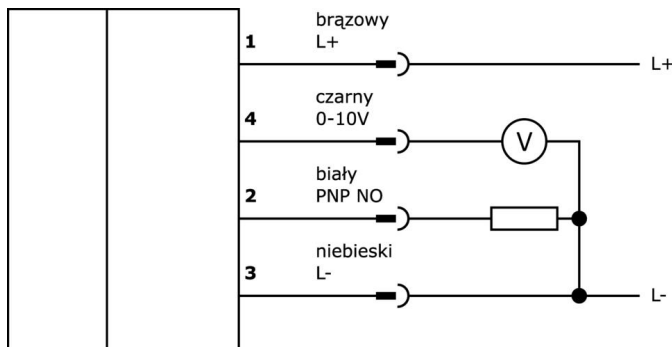 brązowy
1 L+ L+
czarny
4 0-10V
V
biały
2 PNP NO
niebieski
3 L-
L-